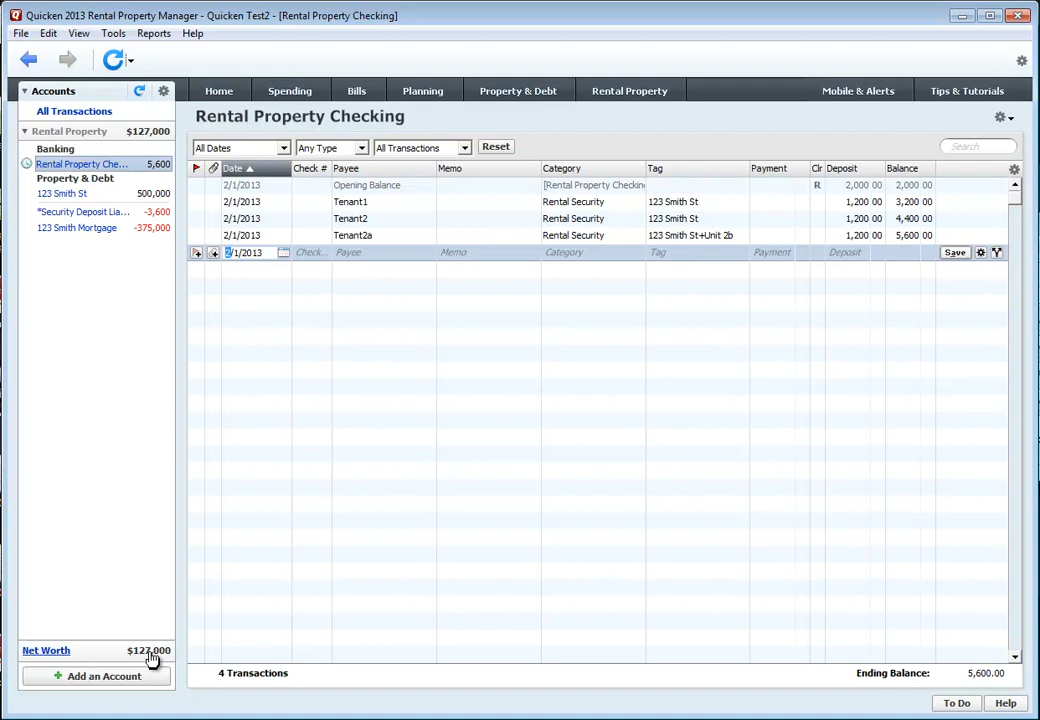 Quicken 2013 Rental Property Manager - Quicken Test2 - [Rental Property Checking]
File Edit View Tools Reports Help
Accounts Home Spending Bills Planning Property & Debt Rental Property Mobile & Alerts Tips & Tutorials
All Transactions
Rental Property Checking
Rental Property $127,000
Banking
All Dates Any Type All Transactions Reset Search
Rental Property Che... 5,600
Date Check # Payee Memo Category Tag Payment Clr Deposit Balance
Property & Debt
2/1/2013 Opening Balance [Rental Property Checkin R 2,000 00 2,000 00
123 Smith St 500,000
2/1/2013 Tenant1 Rental Security 123 Smith St 1,200 00 3,200 00
*Security Deposit Lia... -3,600
2/1/2013 Tenant2 Rental Security 123 Smith St 1,200 00 4,400 00
123 Smith Mortgage -375,000
2/1/2013 Tenant2a Rental Security 123 Smith St+Unit 2b 1,200 00 5,600 00
2/1/2013 Check... Payee Memo Category Tag Payment Deposit Save
Net Worth $127,000
Add an Account
4 Transactions Ending Balance: 5,600.00
To Do Help